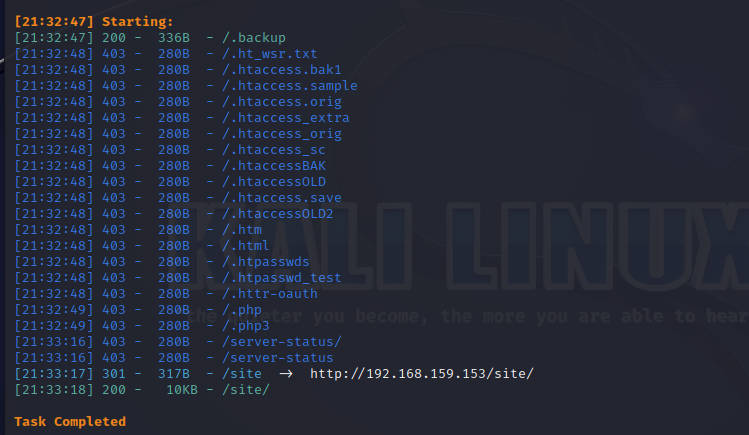 [21:32:47] Starting:
[21:32:47] 200 -  336B  - /.backup
[21:32:48] 403 -  280B  - /.ht_wsr.txt
[21:32:48] 403 -  280B  - /.htaccess.bak1
[21:32:48] 403 -  280B  - /.htaccess.sample
[21:32:48] 403 -  280B  - /.htaccess.orig
[21:32:48] 403 -  280B  - /.htaccess_extra
[21:32:48] 403 -  280B  - /.htaccess_orig
[21:32:48] 403 -  280B  - /.htaccess_sc
[21:32:48] 403 -  280B  - /.htaccessBAK
[21:32:48] 403 -  280B  - /.htaccessOLD
[21:32:48] 403 -  280B  - /.htaccess.save
[21:32:48] 403 -  280B  - /.htaccessOLD2
[21:32:48] 403 -  280B  - /.htm
[21:32:48] 403 -  280B  - /.html
[21:32:48] 403 -  280B  - /.htpasswds
[21:32:48] 403 -  280B  - /.htpasswd_test
[21:32:48] 403 -  280B  - /.httr-oauth
[21:32:49] 403 -  280B  - /.php
[21:32:49] 403 -  280B  - /.php3
[21:33:16] 403 -  280B  - /server-status/
[21:33:16] 403 -  280B  - /server-status
[21:33:17] 301 -  317B  - /site  →  http://192.168.159.153/site/
[21:33:18] 200 -   10KB - /site/
Task Completed
KALI LINUX
you become, the more you are able to hear